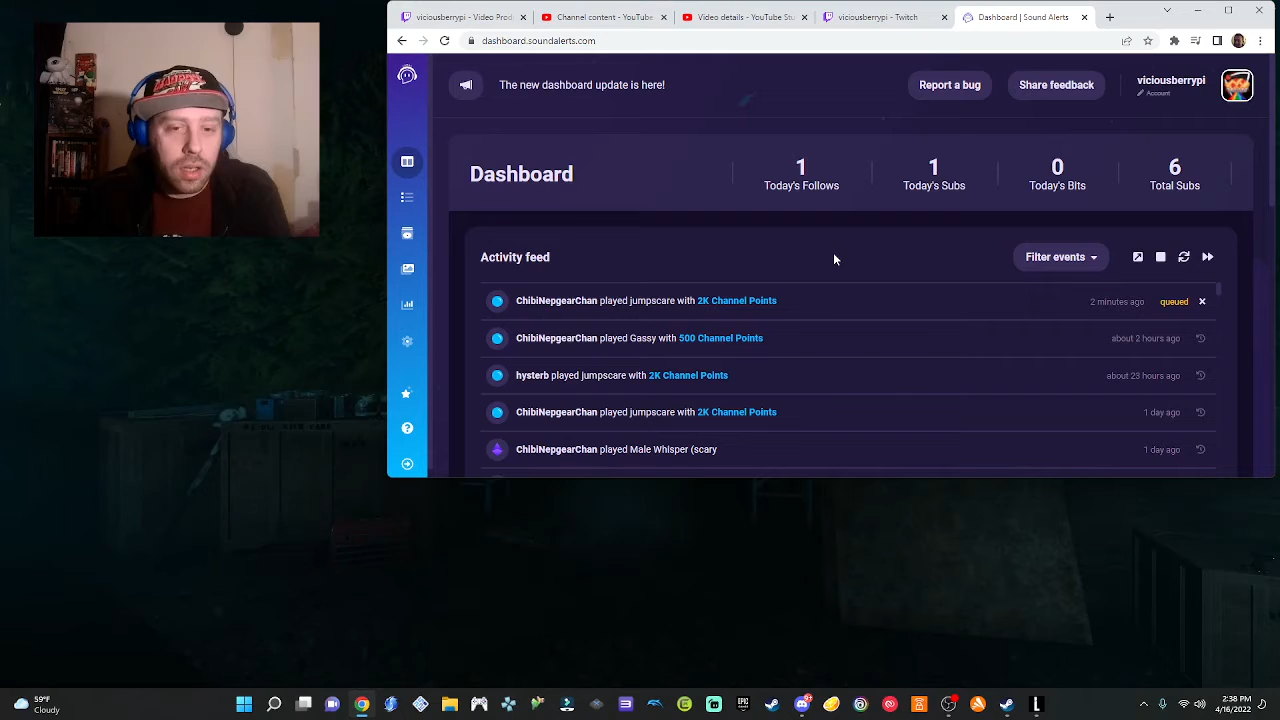 viciousberrypi - Video Prod
Channel content - YouTube
Video details - YouTube Stu
viciousberrypi - Twitch
Dashboard | Sound Alerts
dashboard.soundalerts.com
The new dashboard update is here!
Report a bug
Share feedback
viciousberrypi
Account
Dashboard
1
Today's Follows
1
Today's Subs
0
Today's Bits
6
Total Subs
Activity feed
Filter events
ChibiNepgearChan played jumpscare with 2K Channel Points
2 minutes ago
queued
ChibiNepgearChan played Gassy with 500 Channel Points
about 2 hours ago
hysterb played jumpscare with 2K Channel Points
about 23 hours ago
ChibiNepgearChan played jumpscare with 2K Channel Points
1 day ago
ChibiNepgearChan played Male Whisper (scary
1 day ago
59°F
Cloudy
2:38 PM
4/16/2022